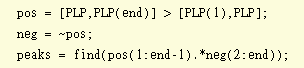 pos = [PLP,PLP(end)] > [PLP(1),PLP];
neg = ~pos;
peaks = find(pos(1:end-1).*neg(2:end));